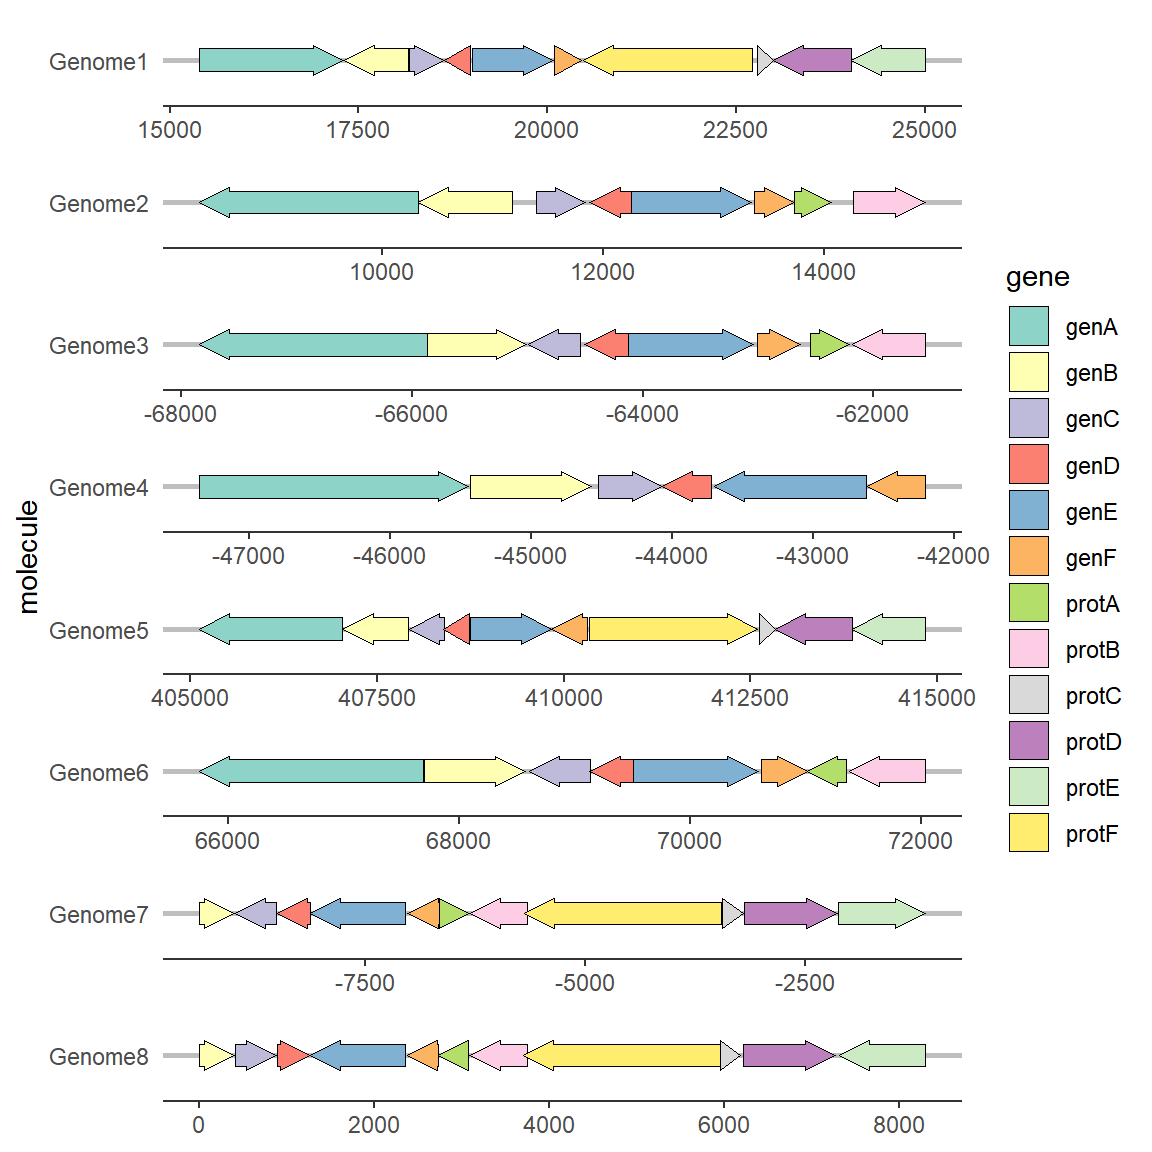 Genome1
15000 17500 20000 22500 25000
Genome2
10000 12000 14000
Genome3
-68000 -66000 -64000 -62000
Genome4
-47000 -46000 -45000 -44000 -43000 -42000
Genome5
405000 407500 410000 412500 415000
Genome6
66000 68000 70000 72000
Genome7
-7500 -5000 -2500
Genome8
0 2000 4000 6000 8000
molecule
gene
genA
genB
genC
genD
genE
genF
protA
protB
protC
protD
protE
protF